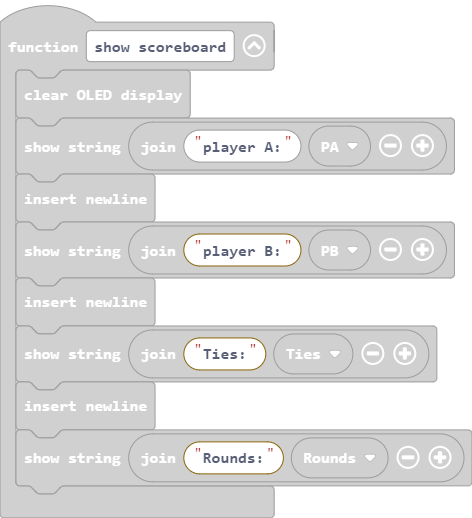 function show scoreboard
clear OLED display
show string join "player A:" PA
insert newline
show string join "player B:" PB
insert newline
show string join "Ties:" Ties
insert newline
show string join "Rounds:" Rounds